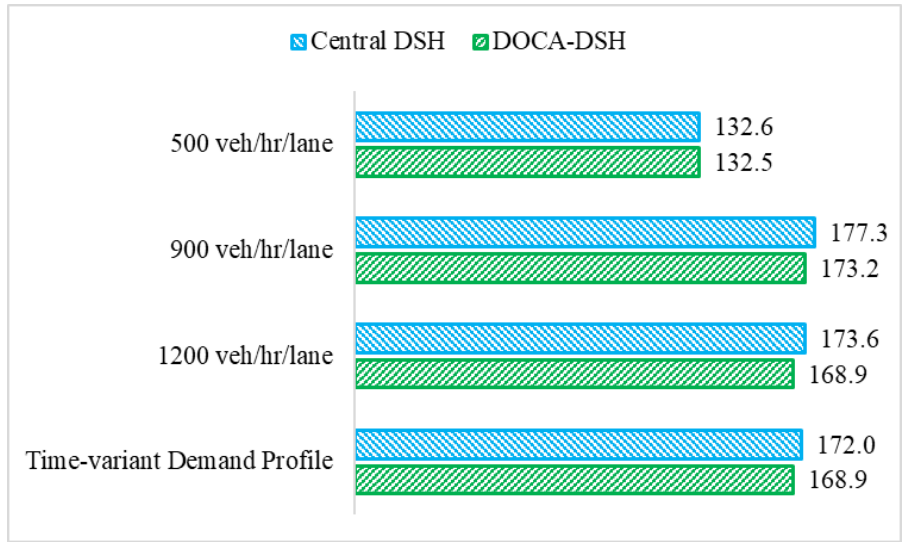 Central DSH DOCA-DSH
500 veh/hr/lane
132.6
132.5
900 veh/hr/lane
177.3
173.2
1200 veh/hr/lane
173.6
168.9
Time-variant Demand Profile
172.0
168.9